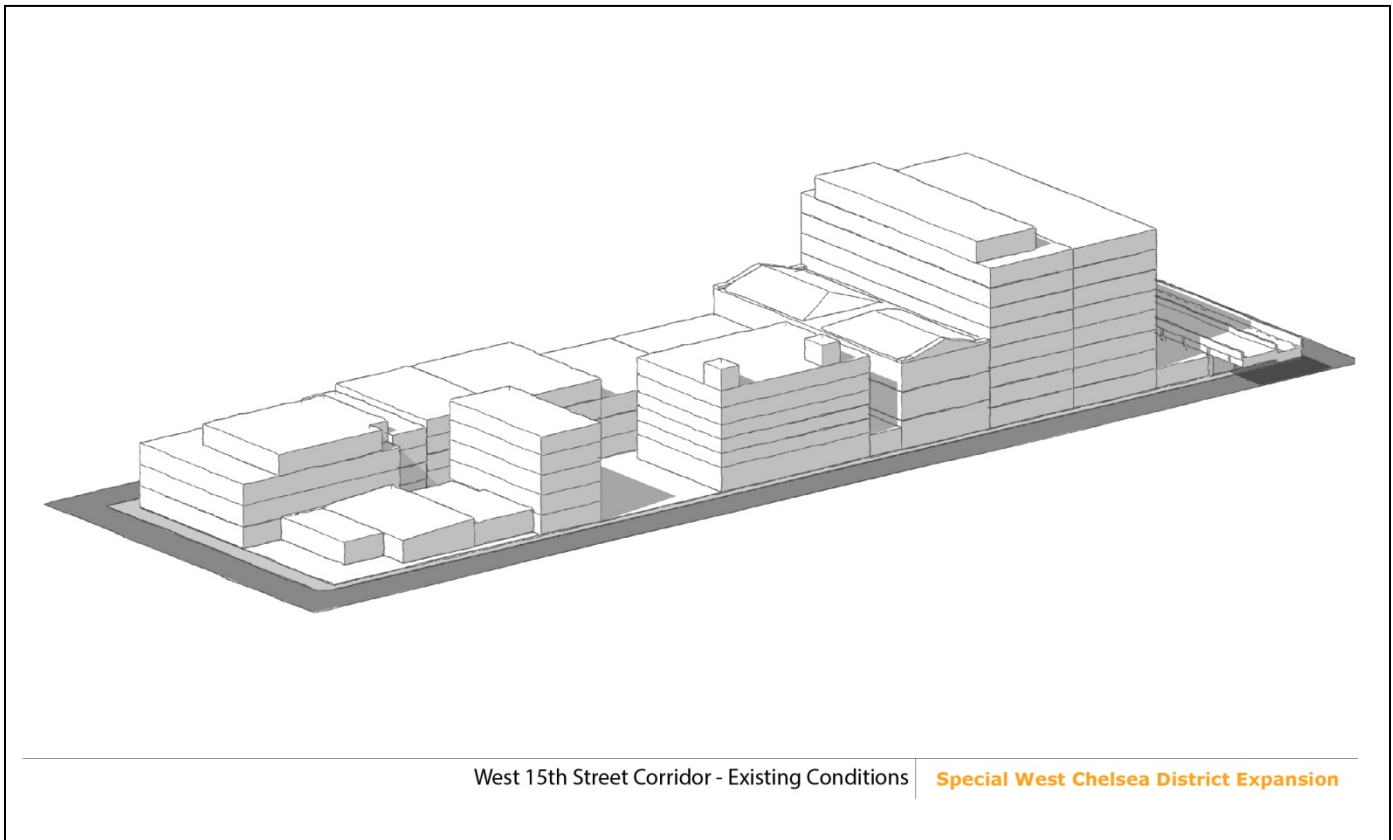 West 15th Street Corridor - Existing Conditions
Special West Chelsea District Expansion